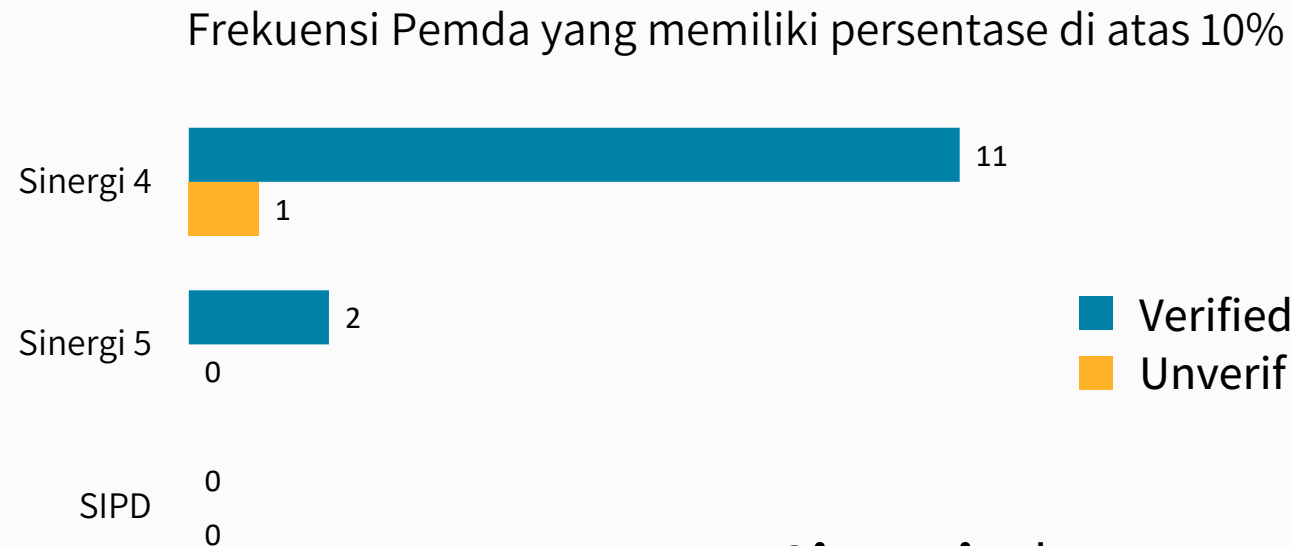 Frekuensi Pemda yang memiliki persentase di atas 10%
Sinergi 4
11
1
Sinergi 5
2
0
Verified
Unverif
SIPD
0
0